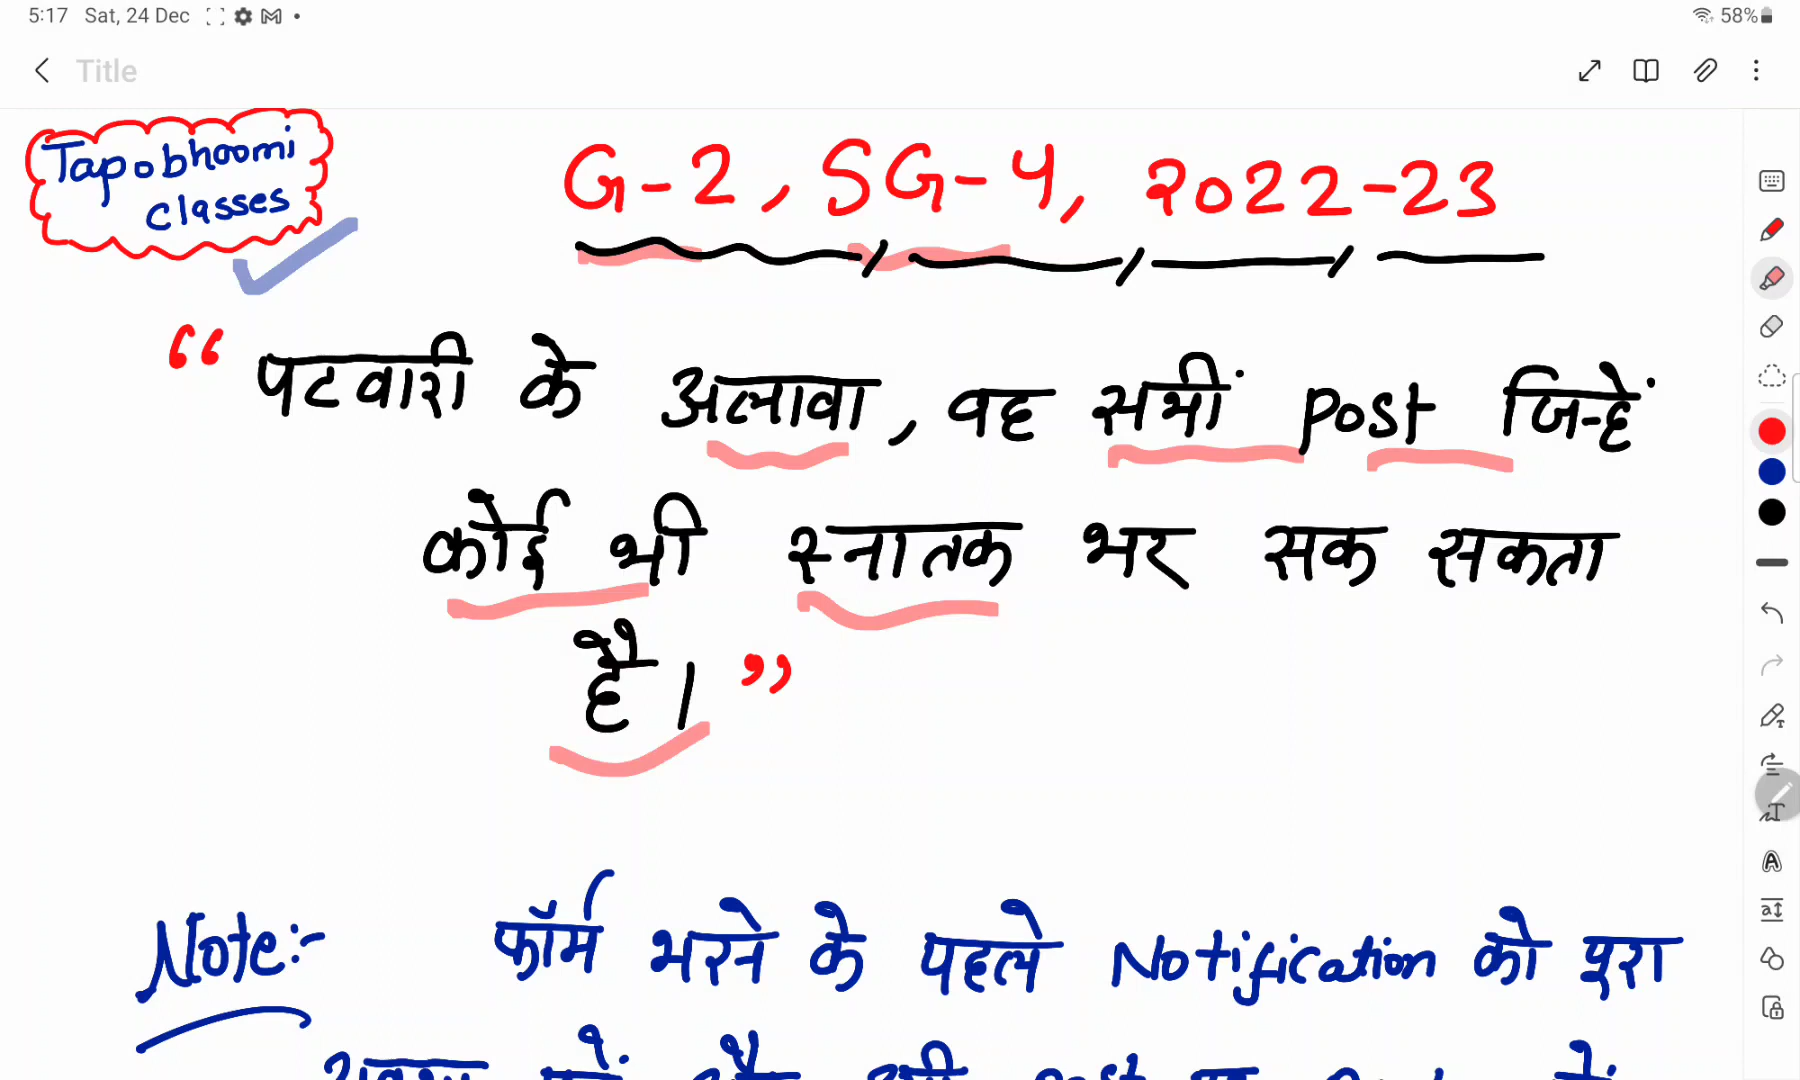 5:17 Sat, 24 Dec
58%
Title
Tapobhoomi
classes
G-2, SG-4, 2022-23
“ पटवारी के अलावा, वह सभीं post जिन्हें
कोई भी स्नातक भर सक सकता
है। ”
Note:- फॉर्म भरने के पहले Notification को पूरा